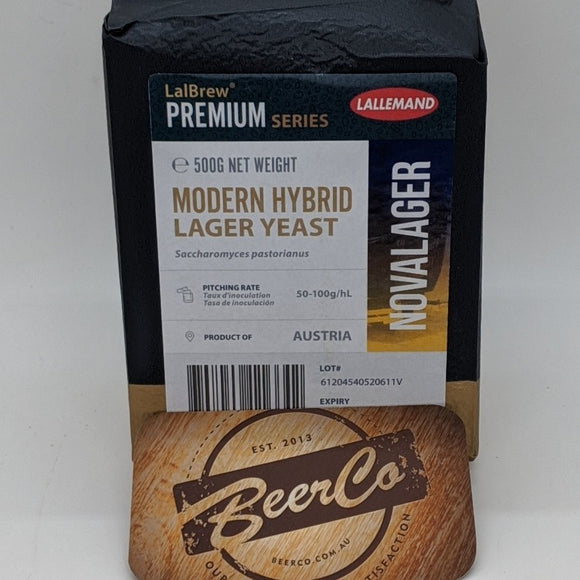 LalBrew®
PREMIUM SERIES
LALLEMAND
℮ 500G NET WEIGHT
MODERN HYBRID
LAGER YEAST
Saccharomyces pastorianus
NOVALAGER
PITCHING RATE
Taux d'inoculation
Tasa de inoculación
50-100g/hL
PRODUCT OF
AUSTRIA
LOT#
61204540520611V
EXPIRY
EST. 2013
BeerCo
BEERCO.COM.AU
OUR